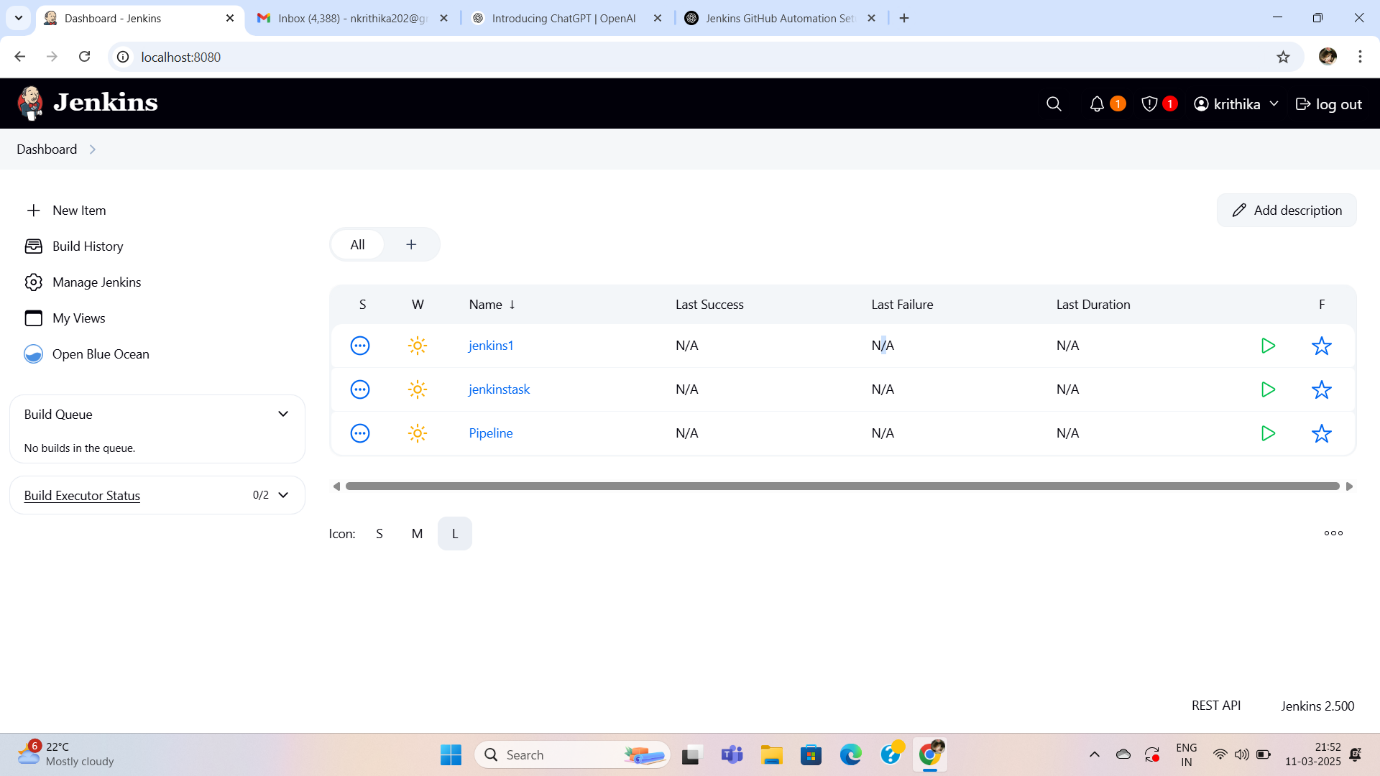 Dashboard - Jenkins
Inbox (4,388) - nkrithika202@g
Introducing ChatGPT | OpenAI
Jenkins GitHub Automation Set
localhost:8080
Jenkins
1
1
krithika
log out
Dashboard
New Item
Build History
Manage Jenkins
My Views
Open Blue Ocean
Build Queue
No builds in the queue.
Build Executor Status 0/2
Add description
All +
S W Name ↓ Last Success Last Failure Last Duration F
jenkins1 N/A N/A N/A
jenkinstask N/A N/A N/A
Pipeline N/A N/A N/A
Icon: S M L
REST API Jenkins 2.500
6
22°C
Mostly cloudy
Search
ENG
IN
21:52
11-03-2025